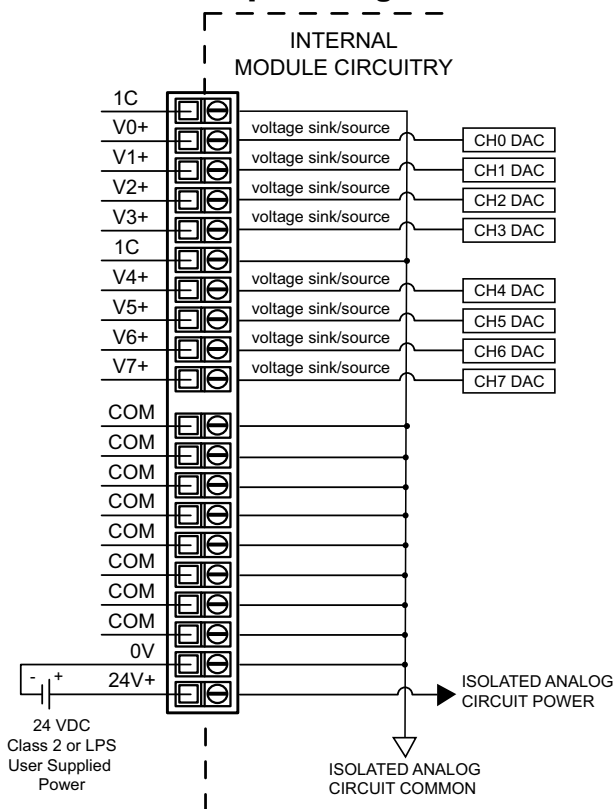 INTERNAL
MODULE CIRCUITRY
1C
V0+ voltage sink/source CH0 DAC
V1+ voltage sink/source CH1 DAC
V2+ voltage sink/source CH2 DAC
V3+ voltage sink/source CH3 DAC
1C
V4+ voltage sink/source CH4 DAC
V5+ voltage sink/source CH5 DAC
V6+ voltage sink/source CH6 DAC
V7+ voltage sink/source CH7 DAC
COM
COM
COM
COM
COM
COM
COM
COM
0V
- + 24V+
ISOLATED ANALOG
CIRCUIT POWER
24 VDC
Class 2 or LPS
User Supplied
Power
ISOLATED ANALOG
CIRCUIT COMMON